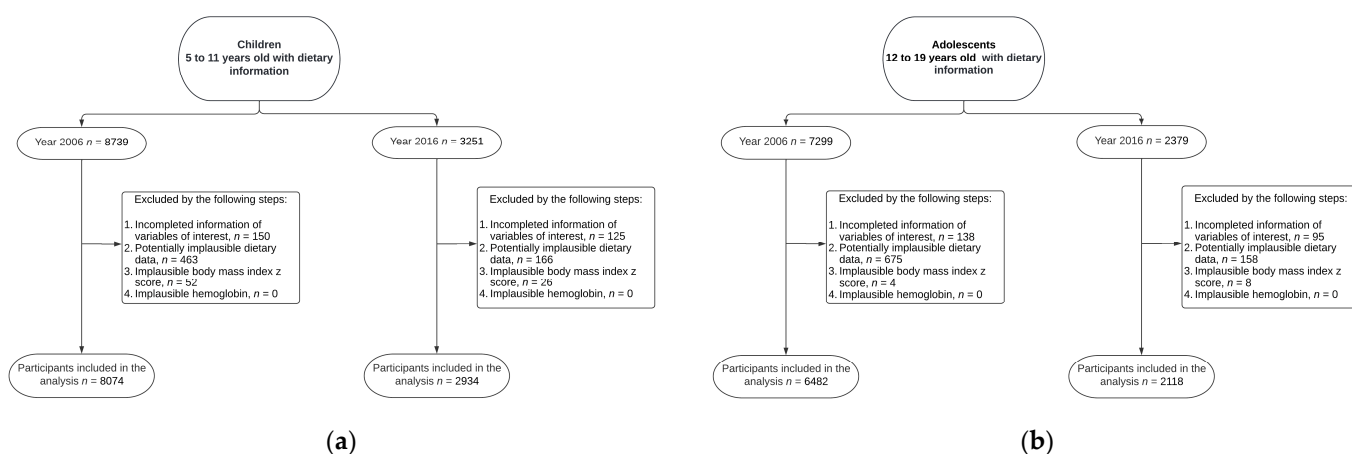 Children
5 to 11 years old with dietary
information
Year 2006 n = 8739
Year 2016 n = 3251
Excluded by the following steps:
1. Incompleted information of
variables of interest, n = 150
2. Potentially implausible dietary
data, n = 463
3. Implausible body mass index z
score, n = 52
4. Implausible hemoglobin, n = 0
Excluded by the following steps:
1. Incompleted information of
variables of interest, n = 125
2. Potentially implausible dietary
data, n = 166
3. Implausible body mass index z
score, n = 26
4. Implausible hemoglobin, n = 0
Participants included in the
analysis n = 8074
Participants included in the
analysis n = 2934
(a)
Adolescents
12 to 19 years old with dietary
information
Year 2006 n = 7299
Year 2016 n = 2379
Excluded by the following steps:
1. Incompleted information of
variables of interest, n = 138
2. Potentially implausible dietary
data, n = 675
3. Implausible body mass index z
score, n = 4
4. Implausible hemoglobin, n = 0
Excluded by the following steps:
1. Incompleted information of
variables of interest, n = 95
2. Potentially implausible dietary
data, n = 158
3. Implausible body mass index z
score, n = 8
4. Implausible hemoglobin, n = 0
Participants included in the
analysis n = 6482
Participants included in the
analysis n = 2118
(b)